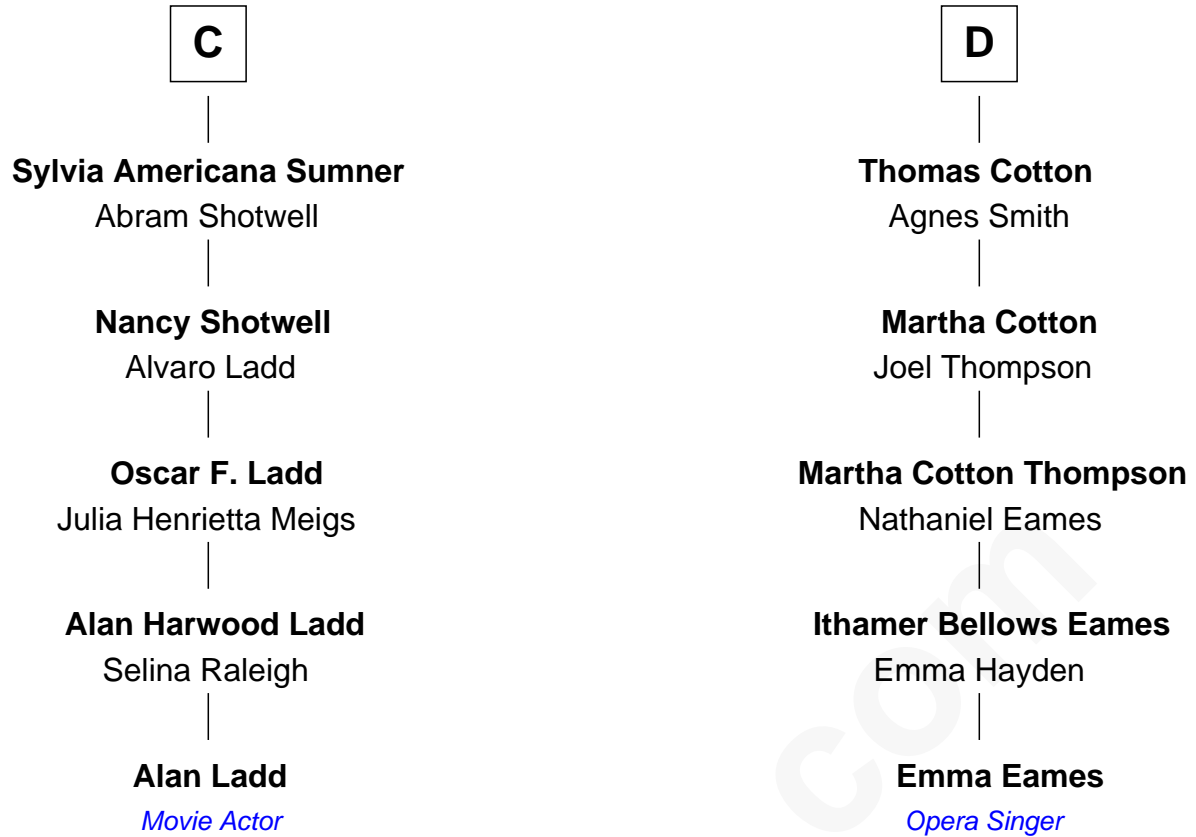 C
Sylvia Americana Sumner
Abram Shotwell
Nancy Shotwell
Alvaro Ladd
Oscar F. Ladd
Julia Henrietta Meigs
Alan Harwood Ladd
Selina Raleigh
Alan Ladd
Movie Actor
D
Thomas Cotton
Agnes Smith
Martha Cotton
Joel Thompson
Martha Cotton Thompson
Nathaniel Eames
Ithamer Bellows Eames
Emma Hayden
Emma Eames
Opera Singer
com